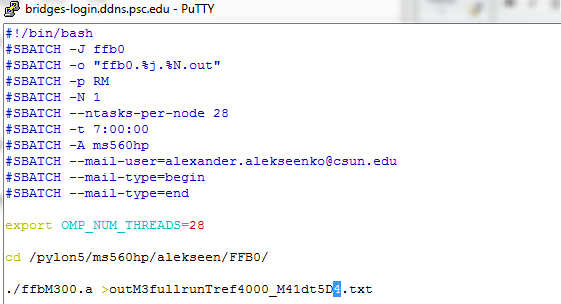 bridges-login.ddns.psc.edu - PuTTY
#!/bin/bash
#SBATCH -J ffb0
#SBATCH -o "ffb0.%j.%N.out"
#SBATCH -p RM
#SBATCH -N 1
#SBATCH --ntasks-per-node 28
#SBATCH -t 7:00:00
#SBATCH -A ms560hp
#SBATCH --mail-user=alexander.alekseenko@csun.edu
#SBATCH --mail-type=begin
#SBATCH --mail-type=end
export OMP_NUM_THREADS=28
cd /pylon5/ms560hp/alekseen/FFB0/
./ffbM300.a >outM3fullrunTref4000_M41dt5D4.txt